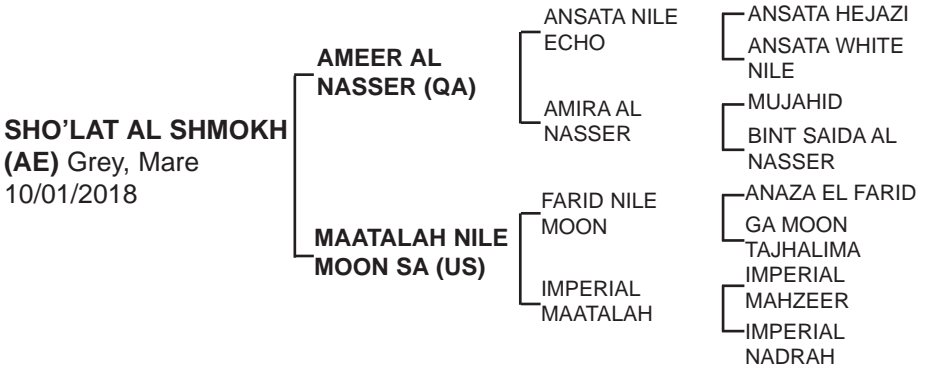 SHO'LAT AL SHMOKH
(AE) Grey, Mare
10/01/2018
AMEER AL
NASSER (QA)
MAATALAH NILE
MOON SA (US)
ANSATA NILE
ECHO
AMIRA AL
NASSER
FARID NILE
MOON
IMPERIAL
MAATALAH
ANSATA HEJAZI
ANSATA WHITE
NILE
MUJAHID
BINT SAIDA AL
NASSER
ANAZA EL FARID
GA MOON
TAJHALIMA
IMPERIAL
MAHZEER
IMPERIAL
NADRAH